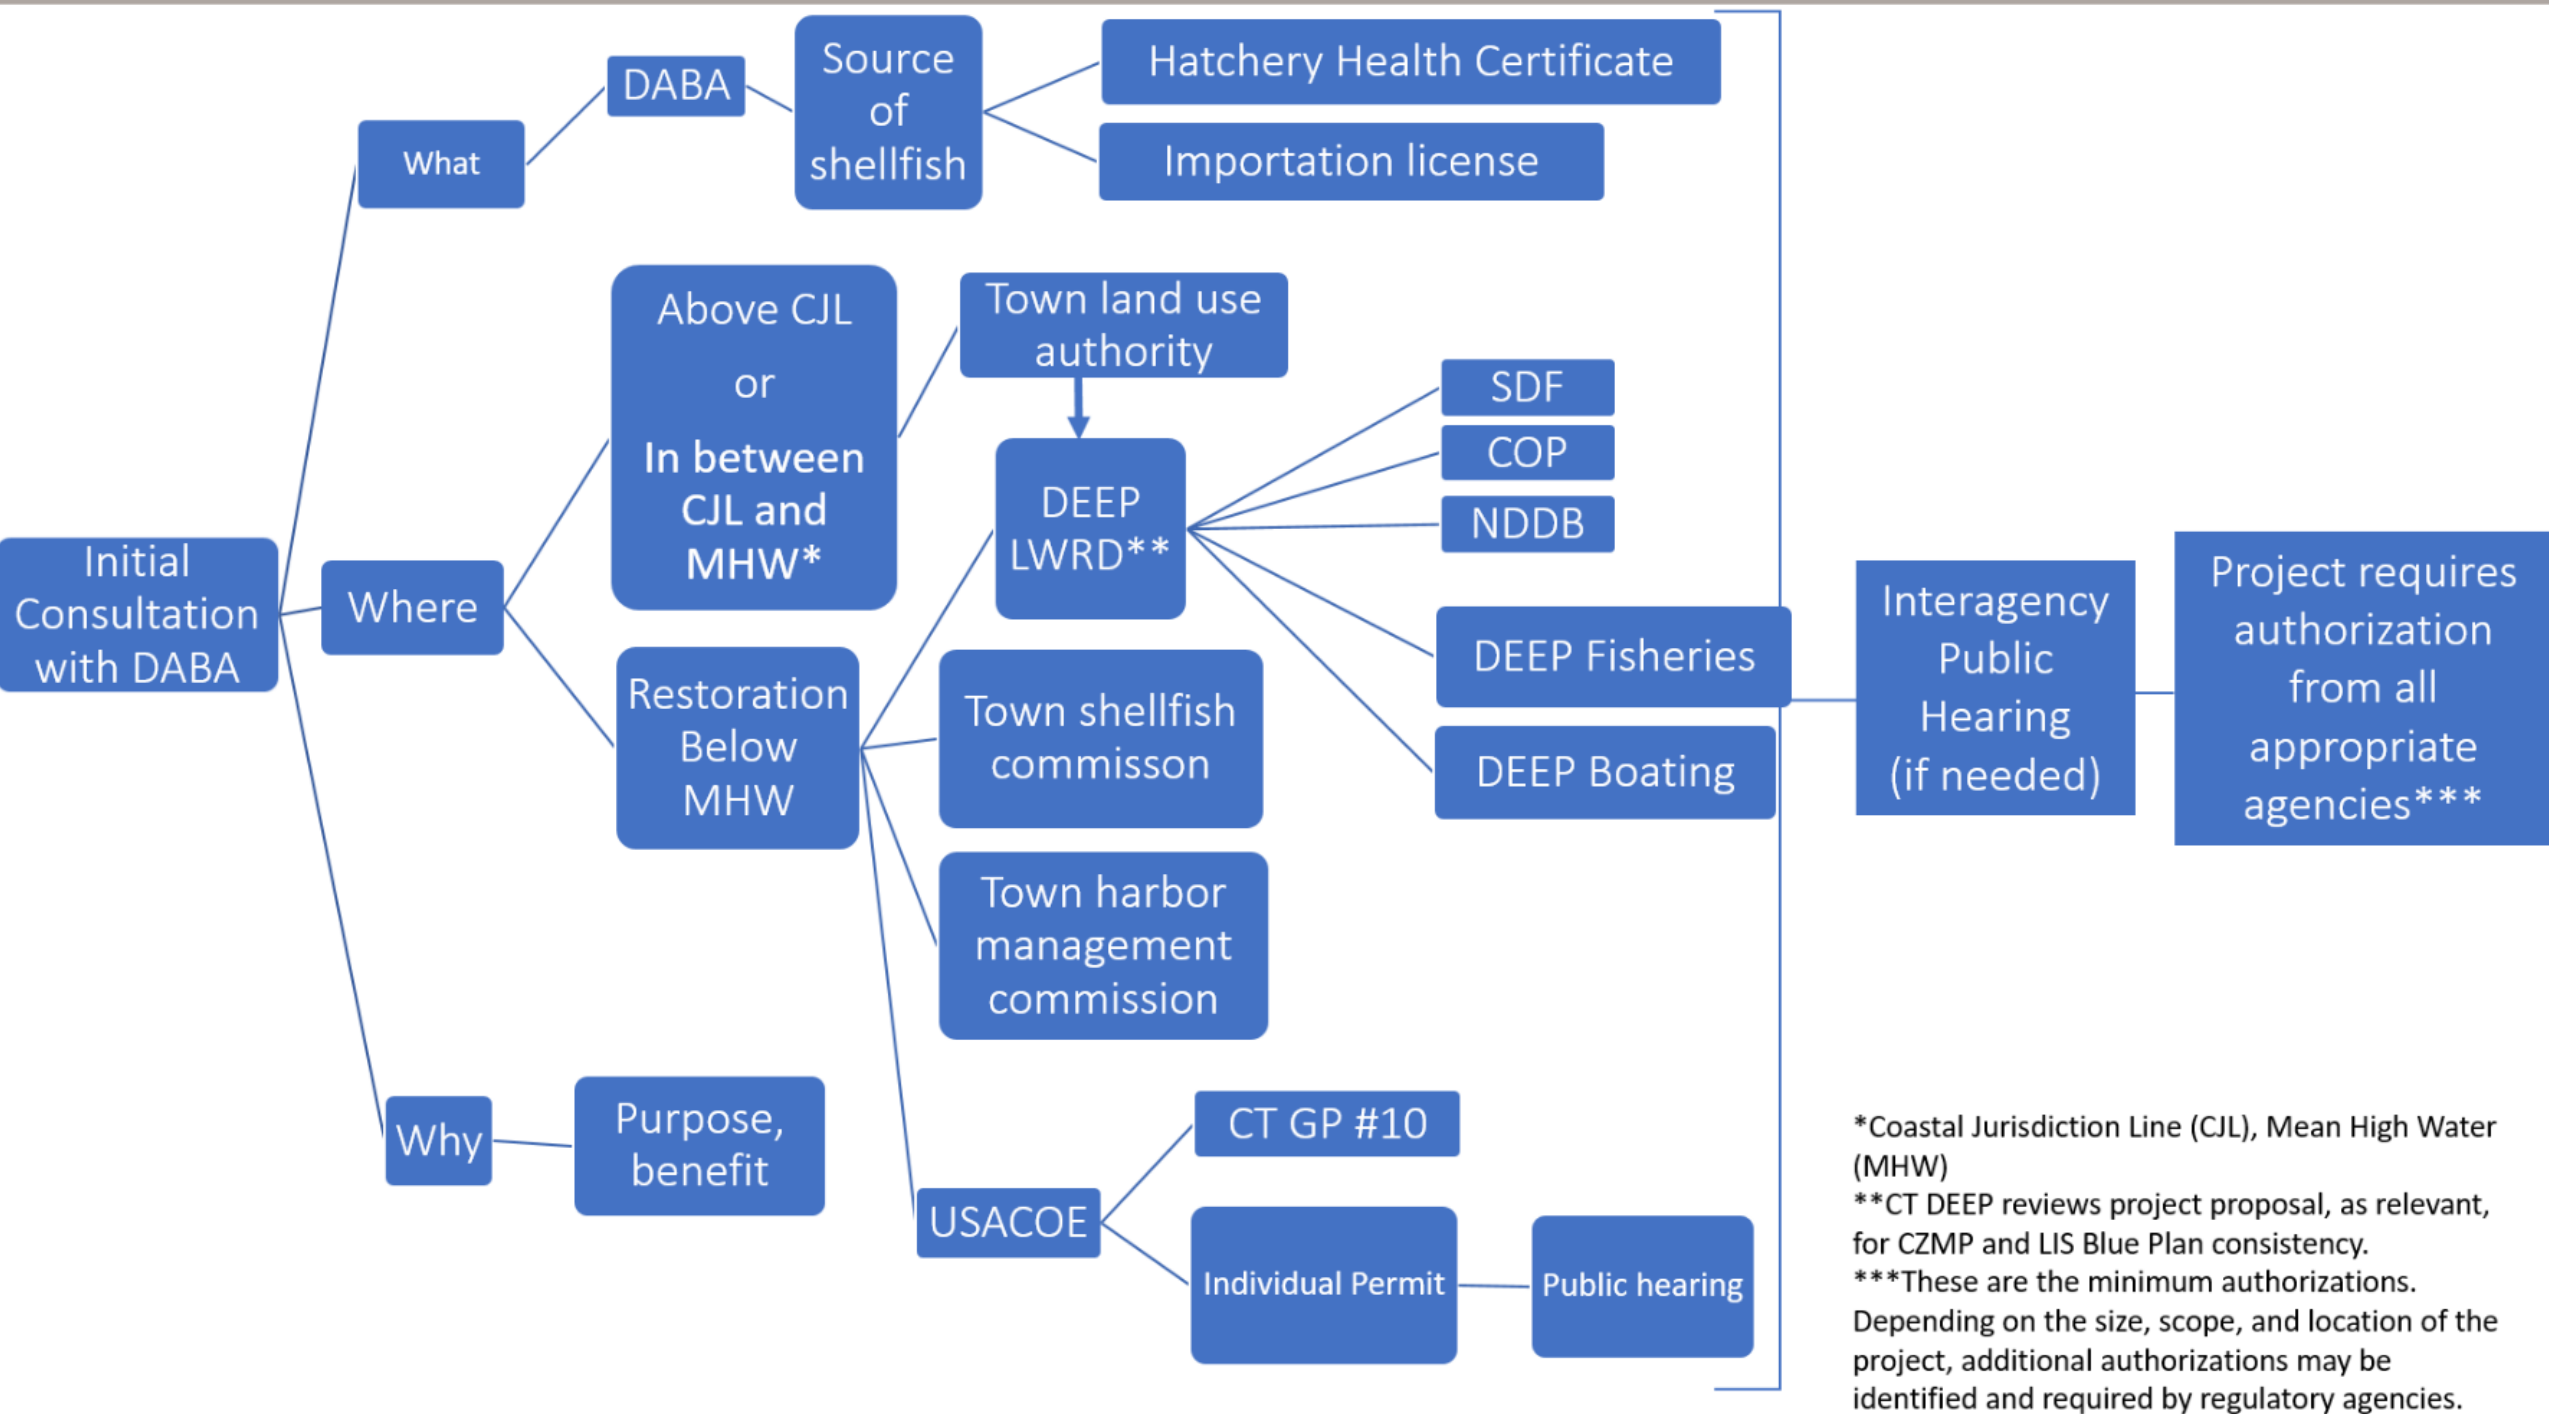 Source
of
shellfish
DABA
Hatchery Health Certificate
Importation license
What
Above CJL
or
In between
CJL and
MHW*
Town land use
authority
SDF
COP
NDDB
DEEP
LWRD**
Initial
Consultation
with DABA
Where
Restoration
Below
MHW
Town shellfish
commisson
DEEP Fisheries
DEEP Boating
Interagency
Public
Hearing
(if needed)
Project requires
authorization
from all
appropriate
agencies***
Town harbor
management
commission
Why
Purpose,
benefit
CT GP #10
USACOE
Individual Permit
Public hearing
*Coastal Jurisdiction Line (CJL), Mean High Water
(MHW)
**CT DEEP reviews project proposal, as relevant,
for CZMP and LIS Blue Plan consistency.
***These are the minimum authorizations.
Depending on the size, scope, and location of the
project, additional authorizations may be
identified and required by regulatory agencies.